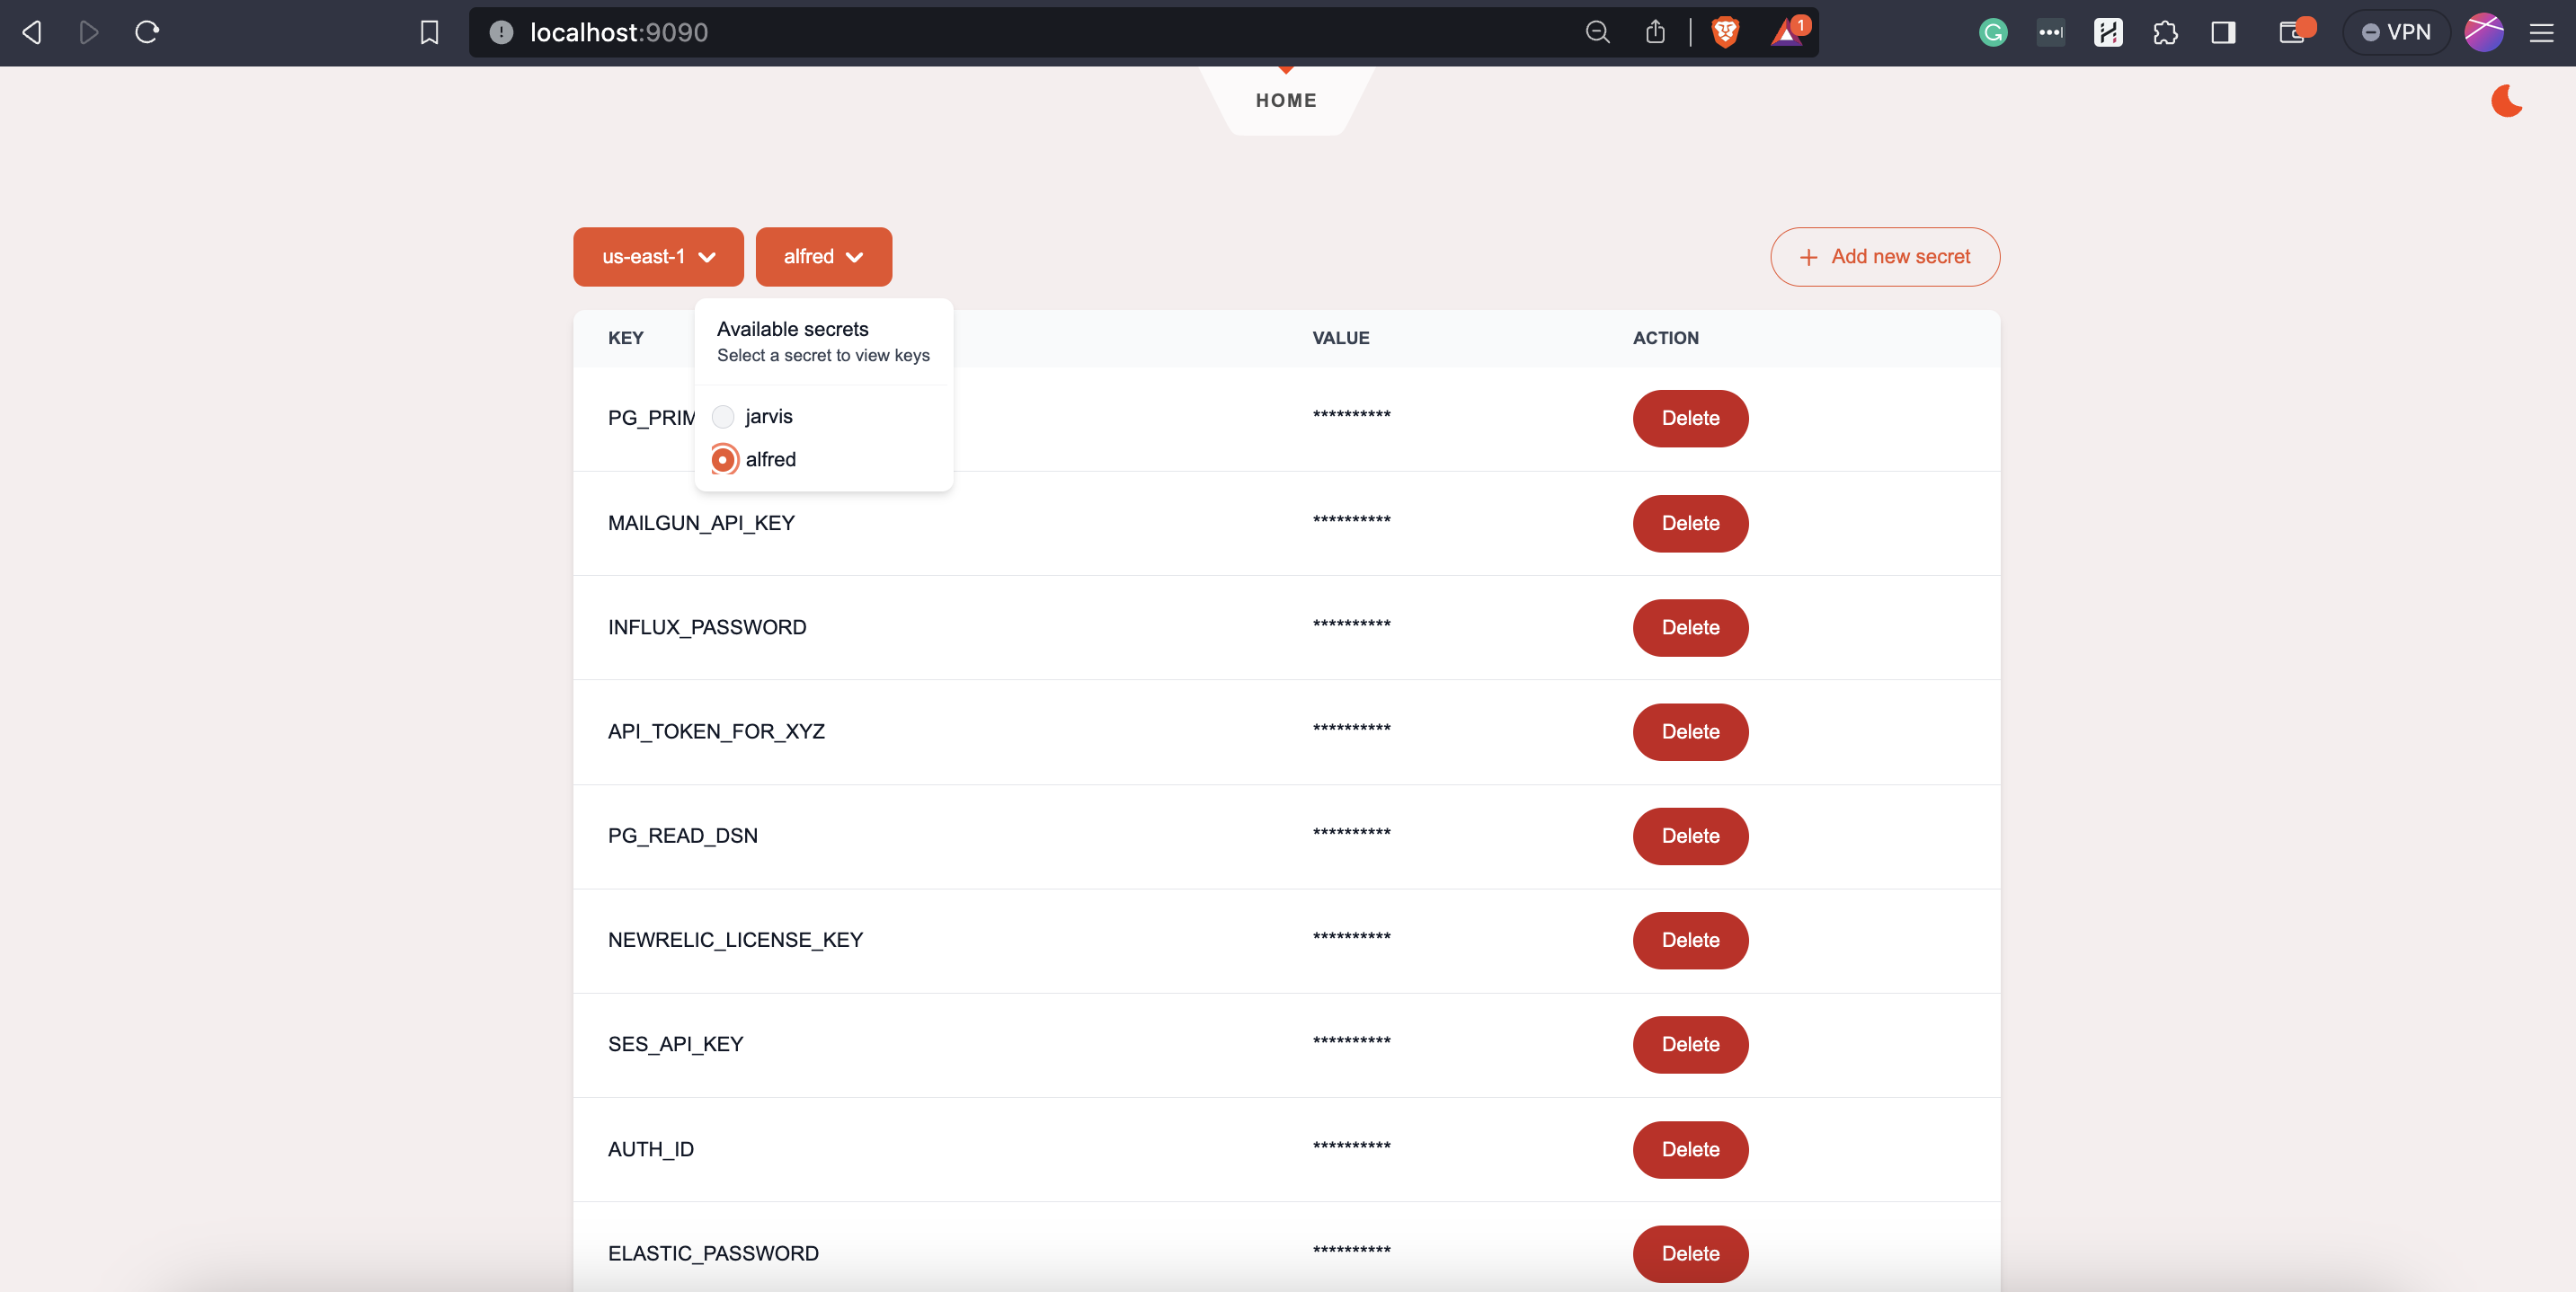 localhost:9090
1
VPN
HOME
us-east-1
alfred
Add new secret
Available secrets
Select a secret to view keys
jarvis
alfred
KEY VALUE ACTION
PG_PRIM ********** Delete
MAILGUN_API_KEY ********** Delete
INFLUX_PASSWORD ********** Delete
API_TOKEN_FOR_XYZ ********** Delete
PG_READ_DSN ********** Delete
NEWRELIC_LICENSE_KEY ********** Delete
SES_API_KEY ********** Delete
AUTH_ID ********** Delete
ELASTIC_PASSWORD ********** Delete